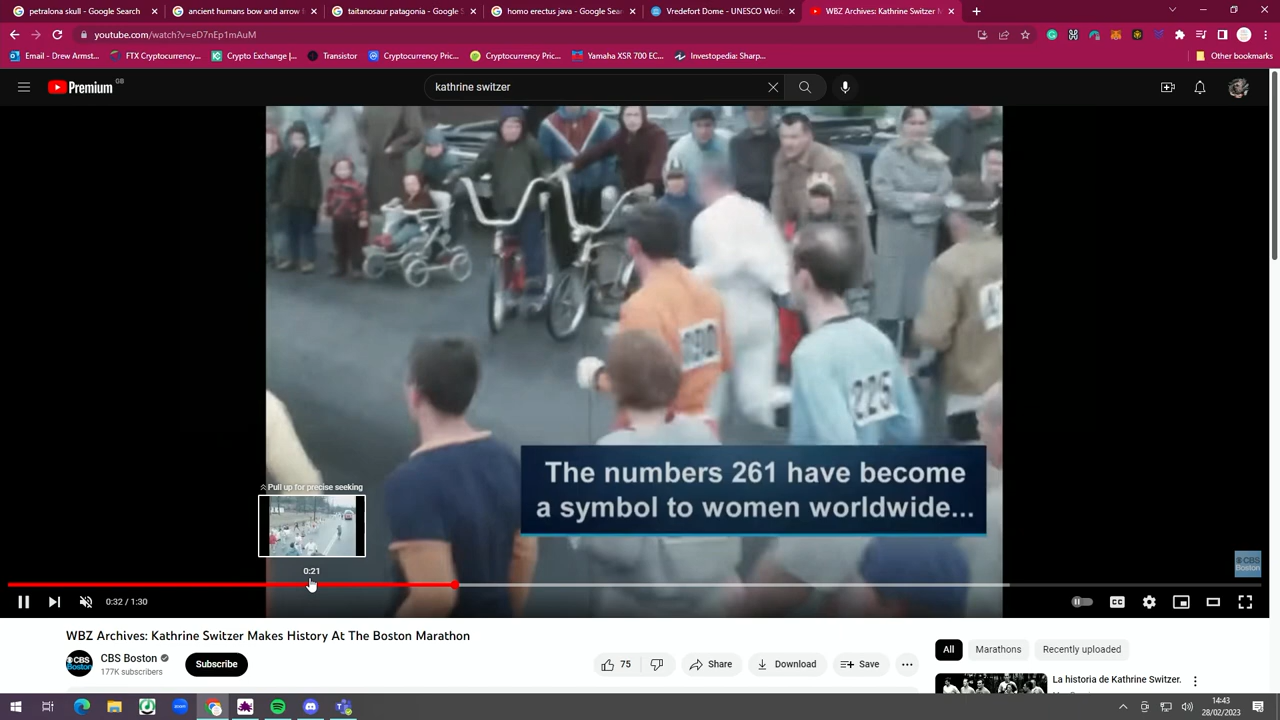 petralona skull - Google Search
ancient humans bow and arrow
taitanosaur patagonia - Google S
homo erectus java - Google Sear
Vredefort Dome - UNESCO World
WBZ Archives: Kathrine Switzer M
youtube.com/watch?v=eD7nEp1mAuM
Email - Drew Armst...
FTX Cryptocurrency...
Crypto Exchange |...
Transistor
Cryptocurrency Pric...
Cryptocurrency Pric...
Yamaha XSR 700 EC...
Investopedia: Sharp...
Other bookmarks
Premium GB
kathrine switzer
290
225
The numbers 261 have become
a symbol to women worldwide...
Pull up for precise seeking
0:21
CBS
Boston
0:32 / 1:30
CC
WBZ Archives: Kathrine Switzer Makes History At The Boston Marathon
CBS Boston
177K subscribers
Subscribe
75
Share
Download
Save
All
Marathons
Recently uploaded
La historia de Kathrine Switzer.
14:43
28/02/2023